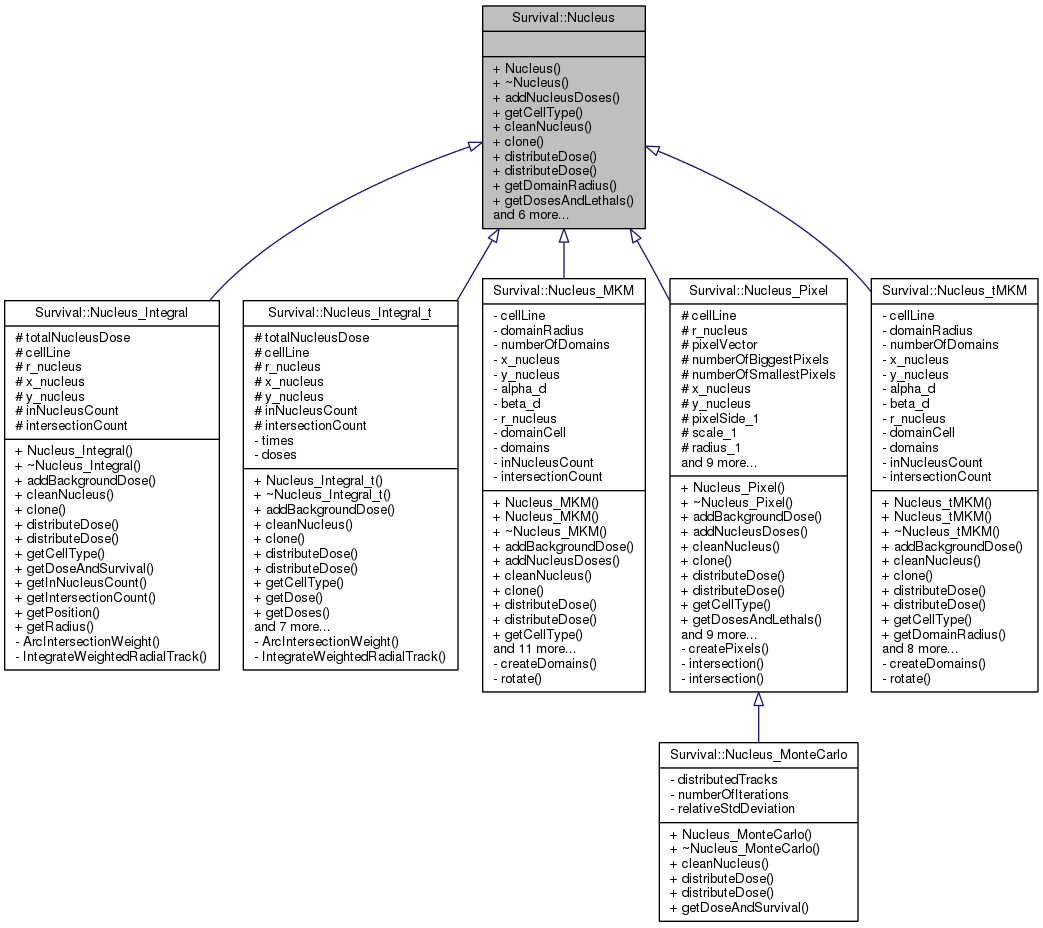 Survival::Nucleus
+ Nucleus()
+ ~Nucleus()
+ addNucleusDoses()
+ getCellType()
+ cleanNucleus()
+ clone()
+ distributeDose()
+ distributeDose()
+ getDomainRadius()
+ getDosesAndLethals()
and 6 more...
Survival::Nucleus_Integral
# totalNucleusDose
# cellLine
# r_nucleus
# x_nucleus
# y_nucleus
# inNucleusCount
# intersectionCount
+ Nucleus_Integral()
+ ~Nucleus_Integral()
+ addBackgroundDose()
+ cleanNucleus()
+ clone()
+ distributeDose()
+ distributeDose()
+ getCellType()
+ getDoseAndSurvival()
+ getInNucleusCount()
+ getIntersectionCount()
+ getPosition()
+ getRadius()
- ArcIntersectionWeight()
- IntegrateWeightedRadialTrack()
Survival::Nucleus_Integral_t
# totalNucleusDose
# cellLine
# r_nucleus
# x_nucleus
# y_nucleus
# inNucleusCount
# intersectionCount
- times
- doses
+ Nucleus_Integral_t()
+ ~Nucleus_Integral_t()
+ addBackgroundDose()
+ cleanNucleus()
+ clone()
+ distributeDose()
+ distributeDose()
+ getCellType()
+ getDose()
+ getDoses()
and 7 more...
- ArcIntersectionWeight()
- IntegrateWeightedRadialTrack()
Survival::Nucleus_MKM
- cellLine
- domainRadius
- numberOfDomains
- x_nucleus
- y_nucleus
- alpha_d
- beta_d
- r_nucleus
- domainCell
- domains
- inNucleusCount
- intersectionCount
+ Nucleus_MKM()
+ Nucleus_MKM()
+ ~Nucleus_MKM()
+ addBackgroundDose()
+ addNucleusDoses()
+ cleanNucleus()
+ clone()
+ distributeDose()
+ distributeDose()
+ getCellType()
and 11 more...
- createDomains()
- rotate()
Survival::Nucleus_Pixel
# cellLine
# r_nucleus
# pixelVector
# numberOfBiggestPixels
# numberOfSmallestPixels
# x_nucleus
# y_nucleus
# pixelSide_1
# scale_1
# radius_1
and 9 more...
+ Nucleus_Pixel()
+ ~Nucleus_Pixel()
+ addBackgroundDose()
+ addNucleusDoses()
+ cleanNucleus()
+ clone()
+ distributeDose()
+ distributeDose()
+ getCellType()
+ getDosesAndLethals()
and 9 more...
- createPixels()
- intersection()
- intersection()
Survival::Nucleus_tMKM
- cellLine
- domainRadius
- numberOfDomains
- x_nucleus
- y_nucleus
- alpha_d
- beta_d
- r_nucleus
- domainCell
- domains
- inNucleusCount
- intersectionCount
+ Nucleus_tMKM()
+ Nucleus_tMKM()
+ ~Nucleus_tMKM()
+ addBackgroundDose()
+ cleanNucleus()
+ clone()
+ distributeDose()
+ distributeDose()
+ getCellType()
+ getDomainRadius()
and 8 more...
- createDomains()
- rotate()
Survival::Nucleus_MonteCarlo
- distributedTracks
- numberOfIterations
- relativeStdDeviation
+ Nucleus_MonteCarlo()
+ ~Nucleus_MonteCarlo()
+ cleanNucleus()
+ distributeDose()
+ distributeDose()
+ getDoseAndSurvival()